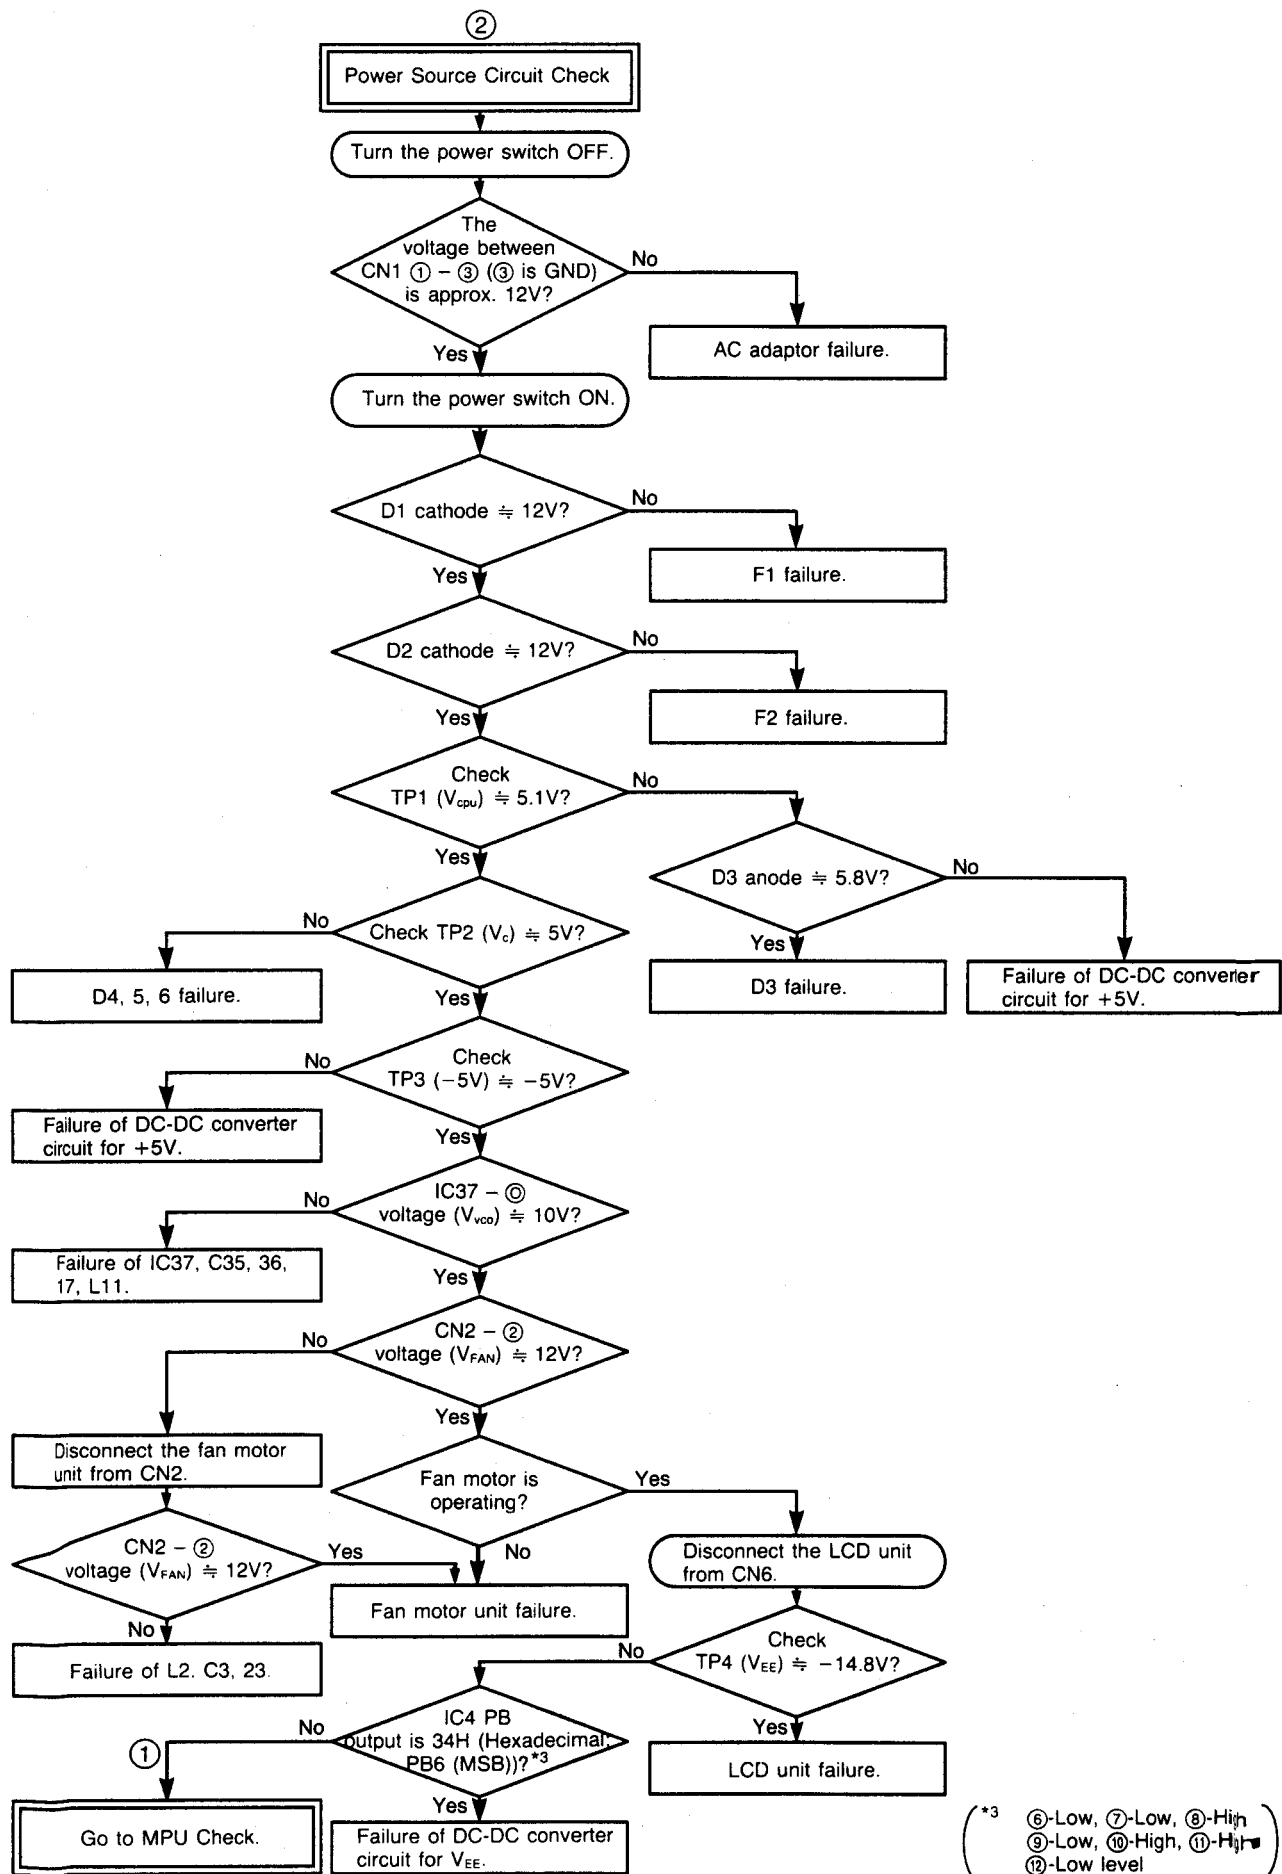 ②
Power Source Circuit Check
Turn the power switch OFF.
The
voltage between
CN1 ① – ③ (③ is GND)
is approx. 12V?
No
AC adaptor failure.
Yes
Turn the power switch ON.
D1 cathode ≒ 12V?
No
F1 failure.
Yes
D2 cathode ≒ 12V?
No
F2 failure.
Yes
Check
TP1 (Vcpu) ≒ 5.1V?
No
D3 anode ≒ 5.8V?
No
Failure of DC-DC converter
circuit for +5V.
Yes
D3 failure.
Yes
Check TP2 (Vc) ≒ 5V?
No
D4, 5, 6 failure.
Yes
Check
TP3 (−5V) ≒ −5V?
No
Failure of DC-DC converter
circuit for +5V.
Yes
IC37 – Ⓞ
voltage (Vvco) ≒ 10V?
No
Failure of IC37, C35, 36,
17, L11.
Yes
CN2 – ②
voltage (VFAN) ≒ 12V?
No
Disconnect the fan motor
unit from CN2.
CN2 – ②
voltage (VFAN) ≒ 12V?
Yes
No
Failure of L2. C3, 23.
Yes
Fan motor is
operating?
No
Fan motor unit failure.
Yes
Disconnect the LCD unit
from CN6.
Check
TP4 (VEE) ≒ −14.8V?
Yes
LCD unit failure.
No
IC4 PB
output is 34H (Hexadecimal;
PB6 (MSB))?*3
No
①
Go to MPU Check.
Yes
Failure of DC-DC converter
circuit for VEE.
*3 ⑥-Low, ⑦-Low, ⑧-High
⑨-Low, ⑩-High, ⑪-High
⑫-Low level